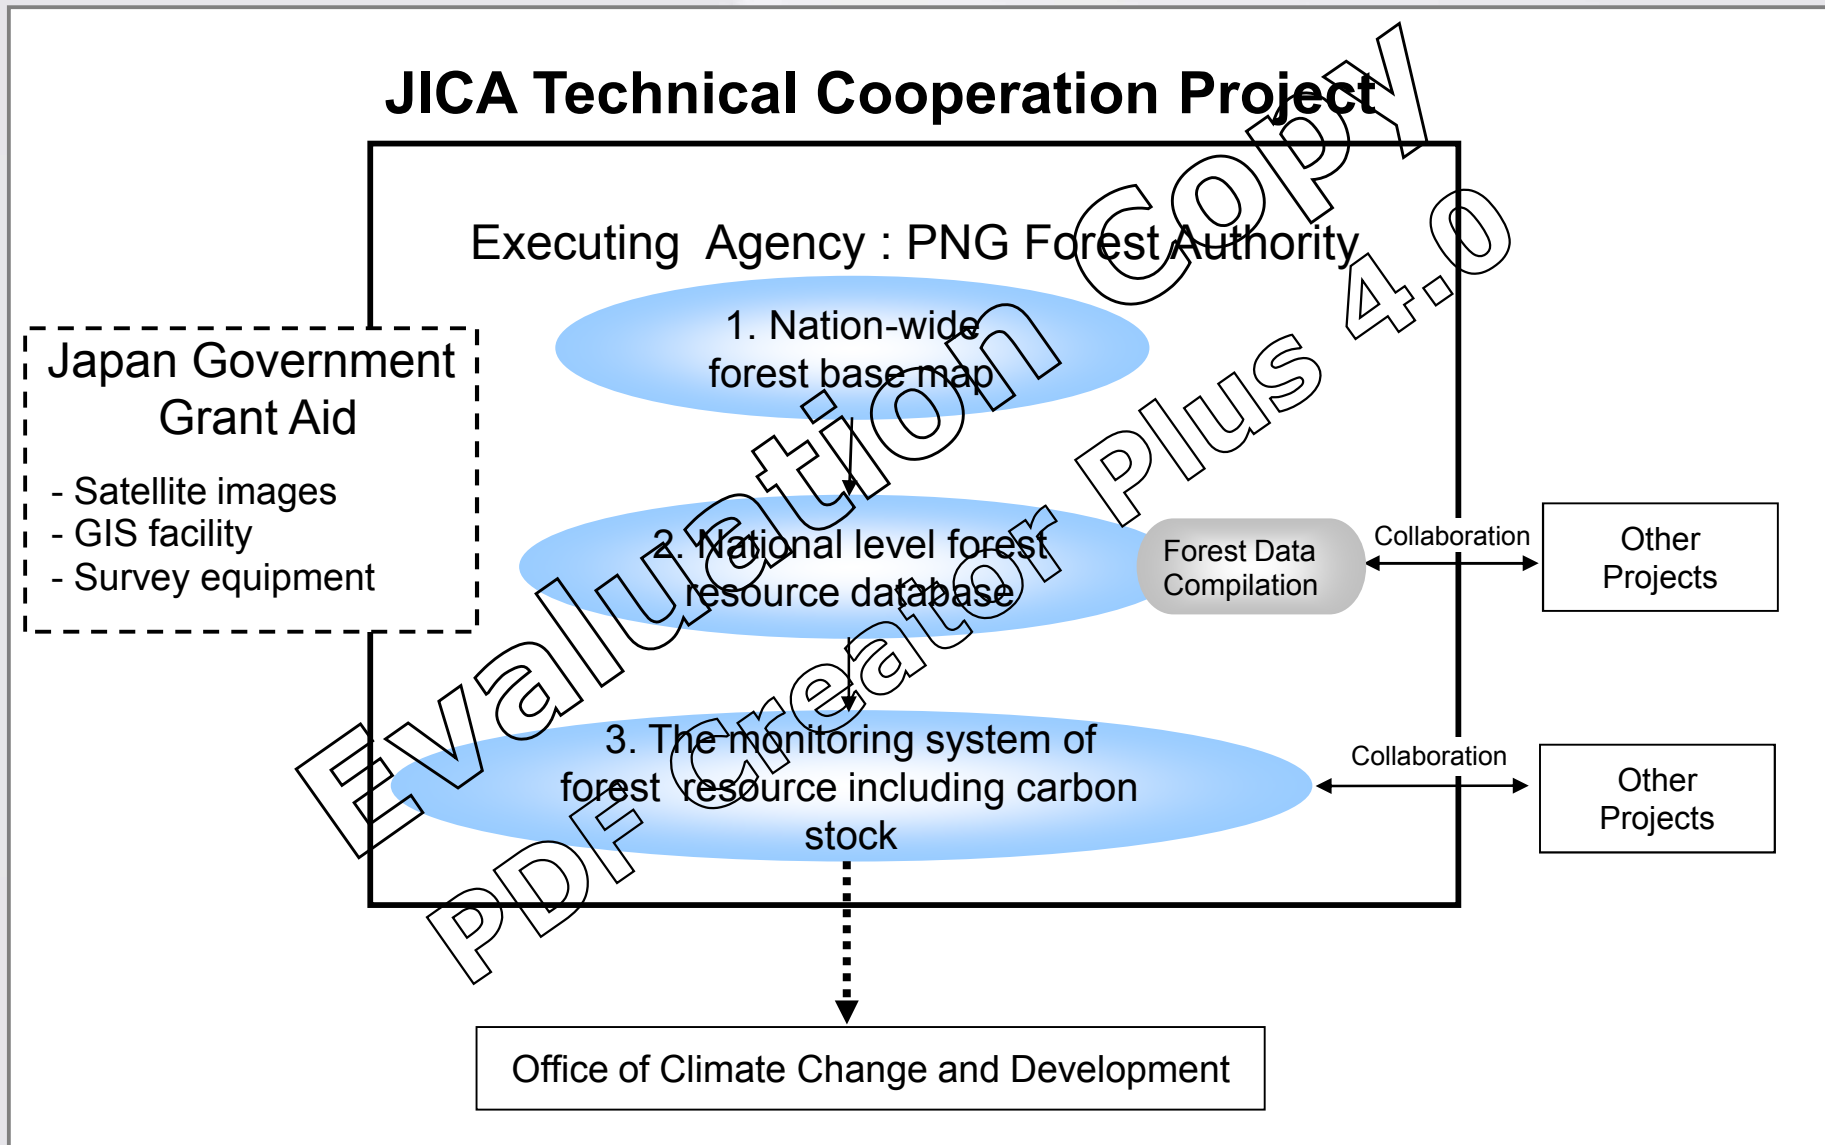 JICA Technical Cooperation Project
Executing Agency : PNG Forest Authority
1. Nation-wide
forest base map
Japan Government
Grant Aid
- Satellite images
- GIS facility
- Survey equipment
2. National level forest
resource database
Forest Data
Compilation
Collaboration
Other
Projects
3. The monitoring system of
forest resource including carbon
stock
Collaboration
Other
Projects
Office of Climate Change and Development
Evaluation Copy
PDF Creator Plus 4.0